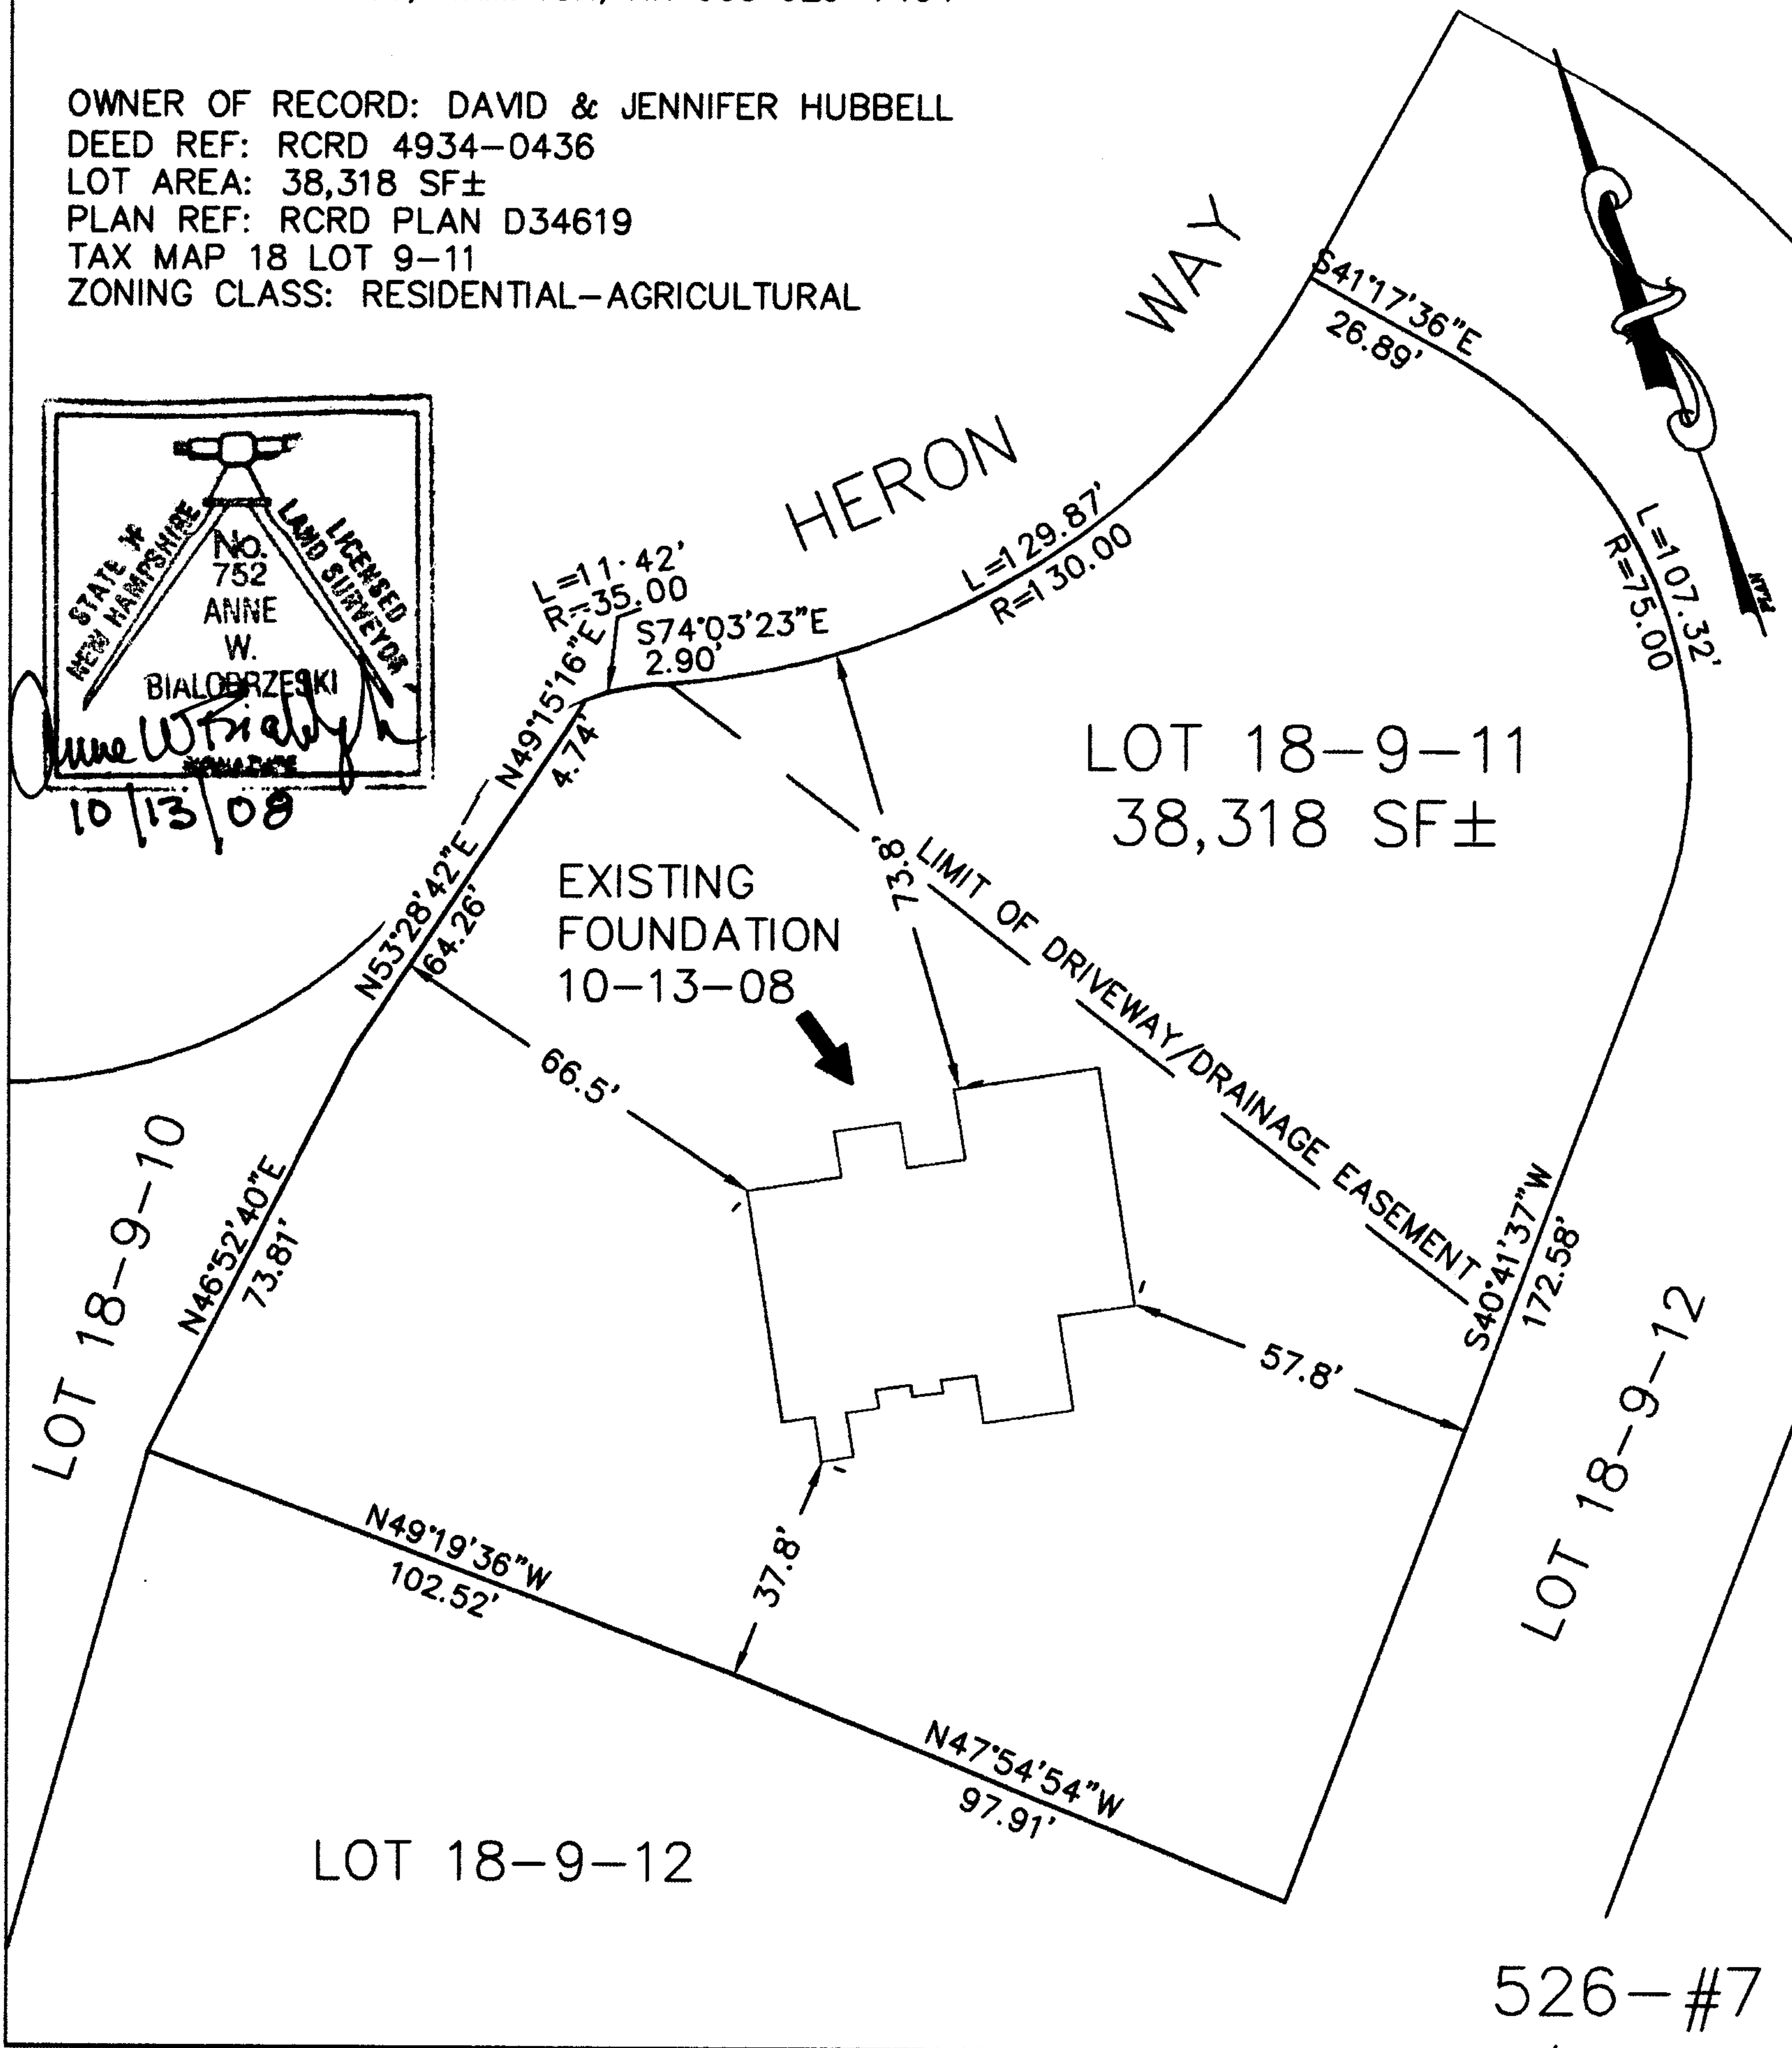 OWNER OF RECORD: DAVID & JENNIFER HUBBELL
DEED REF: RCRD 4934-0436
LOT AREA: 38,318 SF±
PLAN REF: RCRD PLAN D34619
TAX MAP 18 LOT 9-11
ZONING CLASS: RESIDENTIAL-AGRICULTURAL
STATE
NEW HAMPSHIRE
LICENSED
LAND SURVEYOR
No.
752
ANNE
W.
BIALOBRZESKI
10/13/08
HERON WAY
S41°17'36"E
26.89'
L=107.32'
R=75.00
L=129.87'
R=130.00
L=11.42'
R=35.00
S74°03'23"E
2.90'
N49°15'16"E
4.74'
N53°28'42"E
64.26'
LOT 18-9-11
38,318 SF±
73.8'
EXISTING
FOUNDATION
10-13-08
LIMIT OF DRIVEWAY/DRAINAGE EASEMENT
66.5'
LOT 18-9-10
N46°52'40"E
73.81'
S40°41'37"W
172.58'
57.8'
LOT 18-9-12
37.8'
N49°19'36"W
102.52'
N47°54'54"W
97.91'
LOT 18-9-12
526-#7